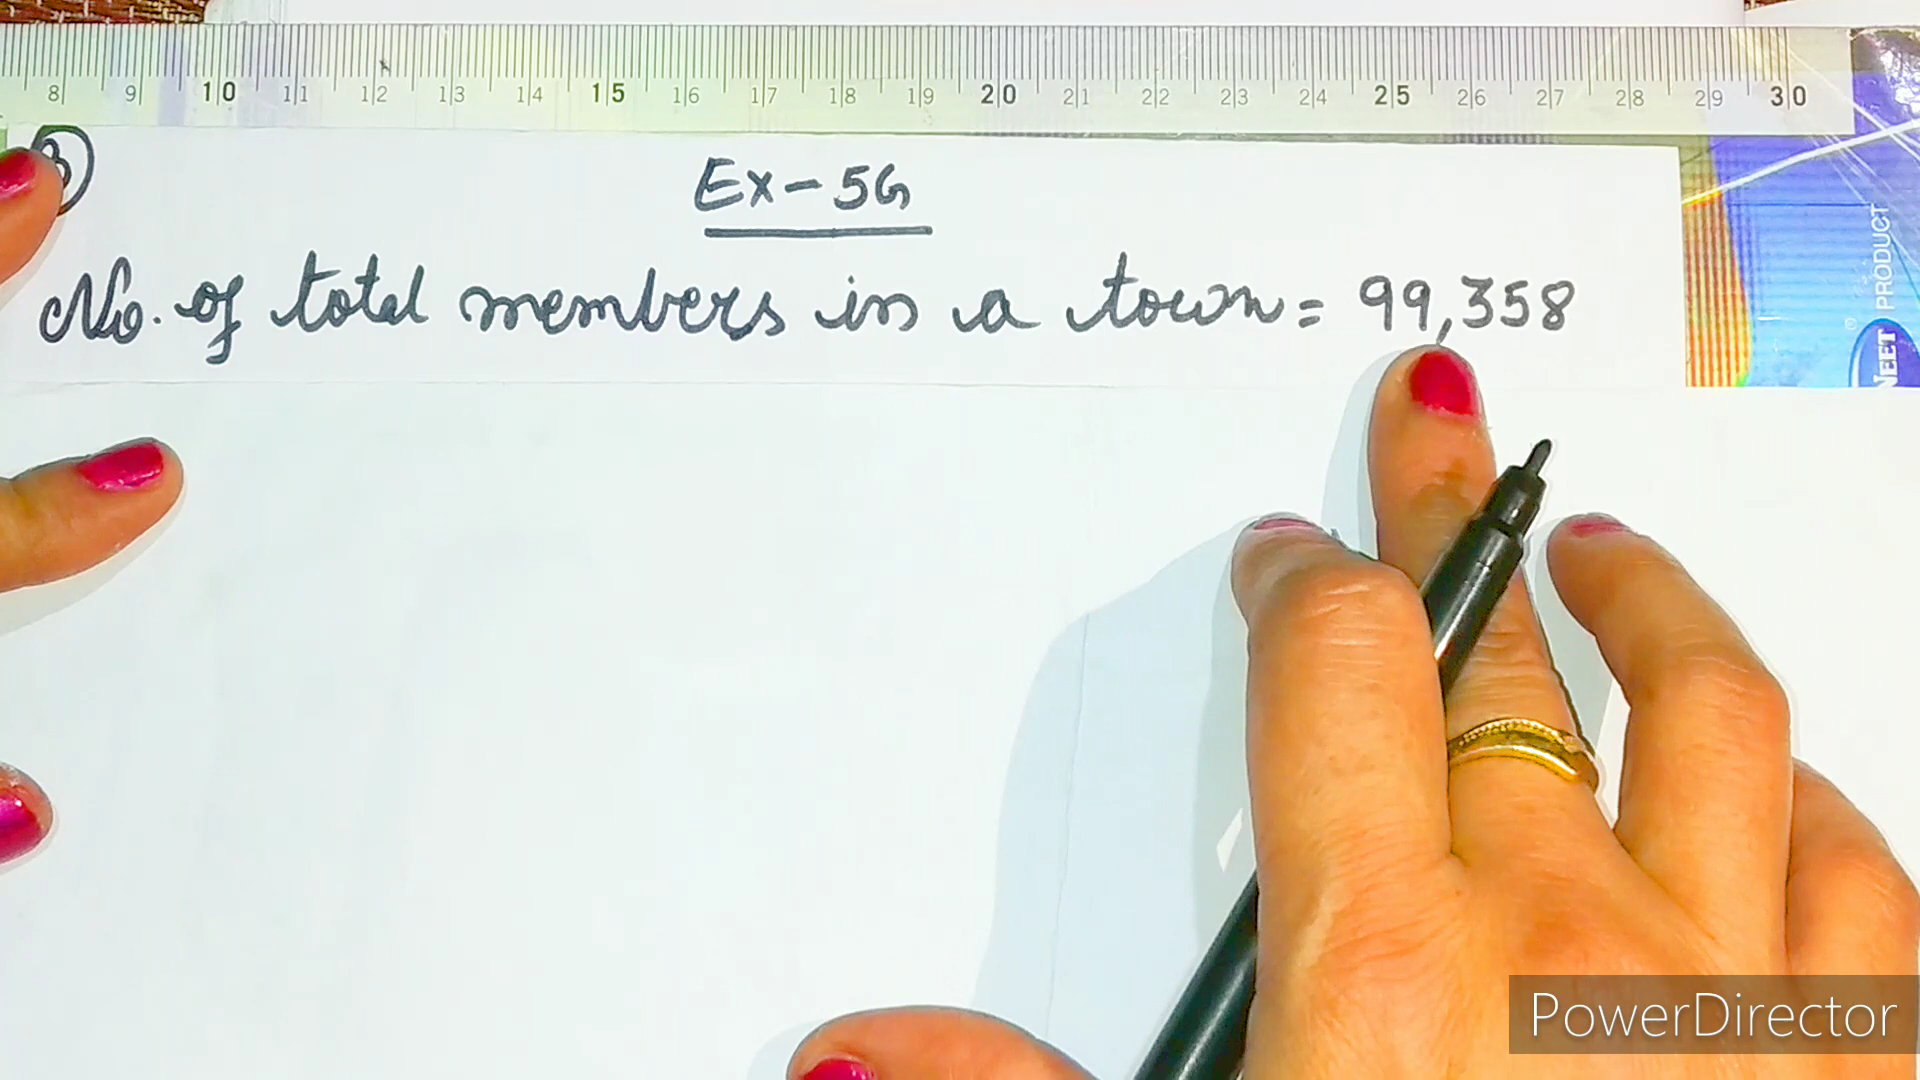 8 9 10 11 12 13 14 15 16 17 18 19 20 21 22 23 24 25 26 27 28 29 30
Ex-5G
No. of total members in a town = 99,358
PRODUCT
PowerDirector